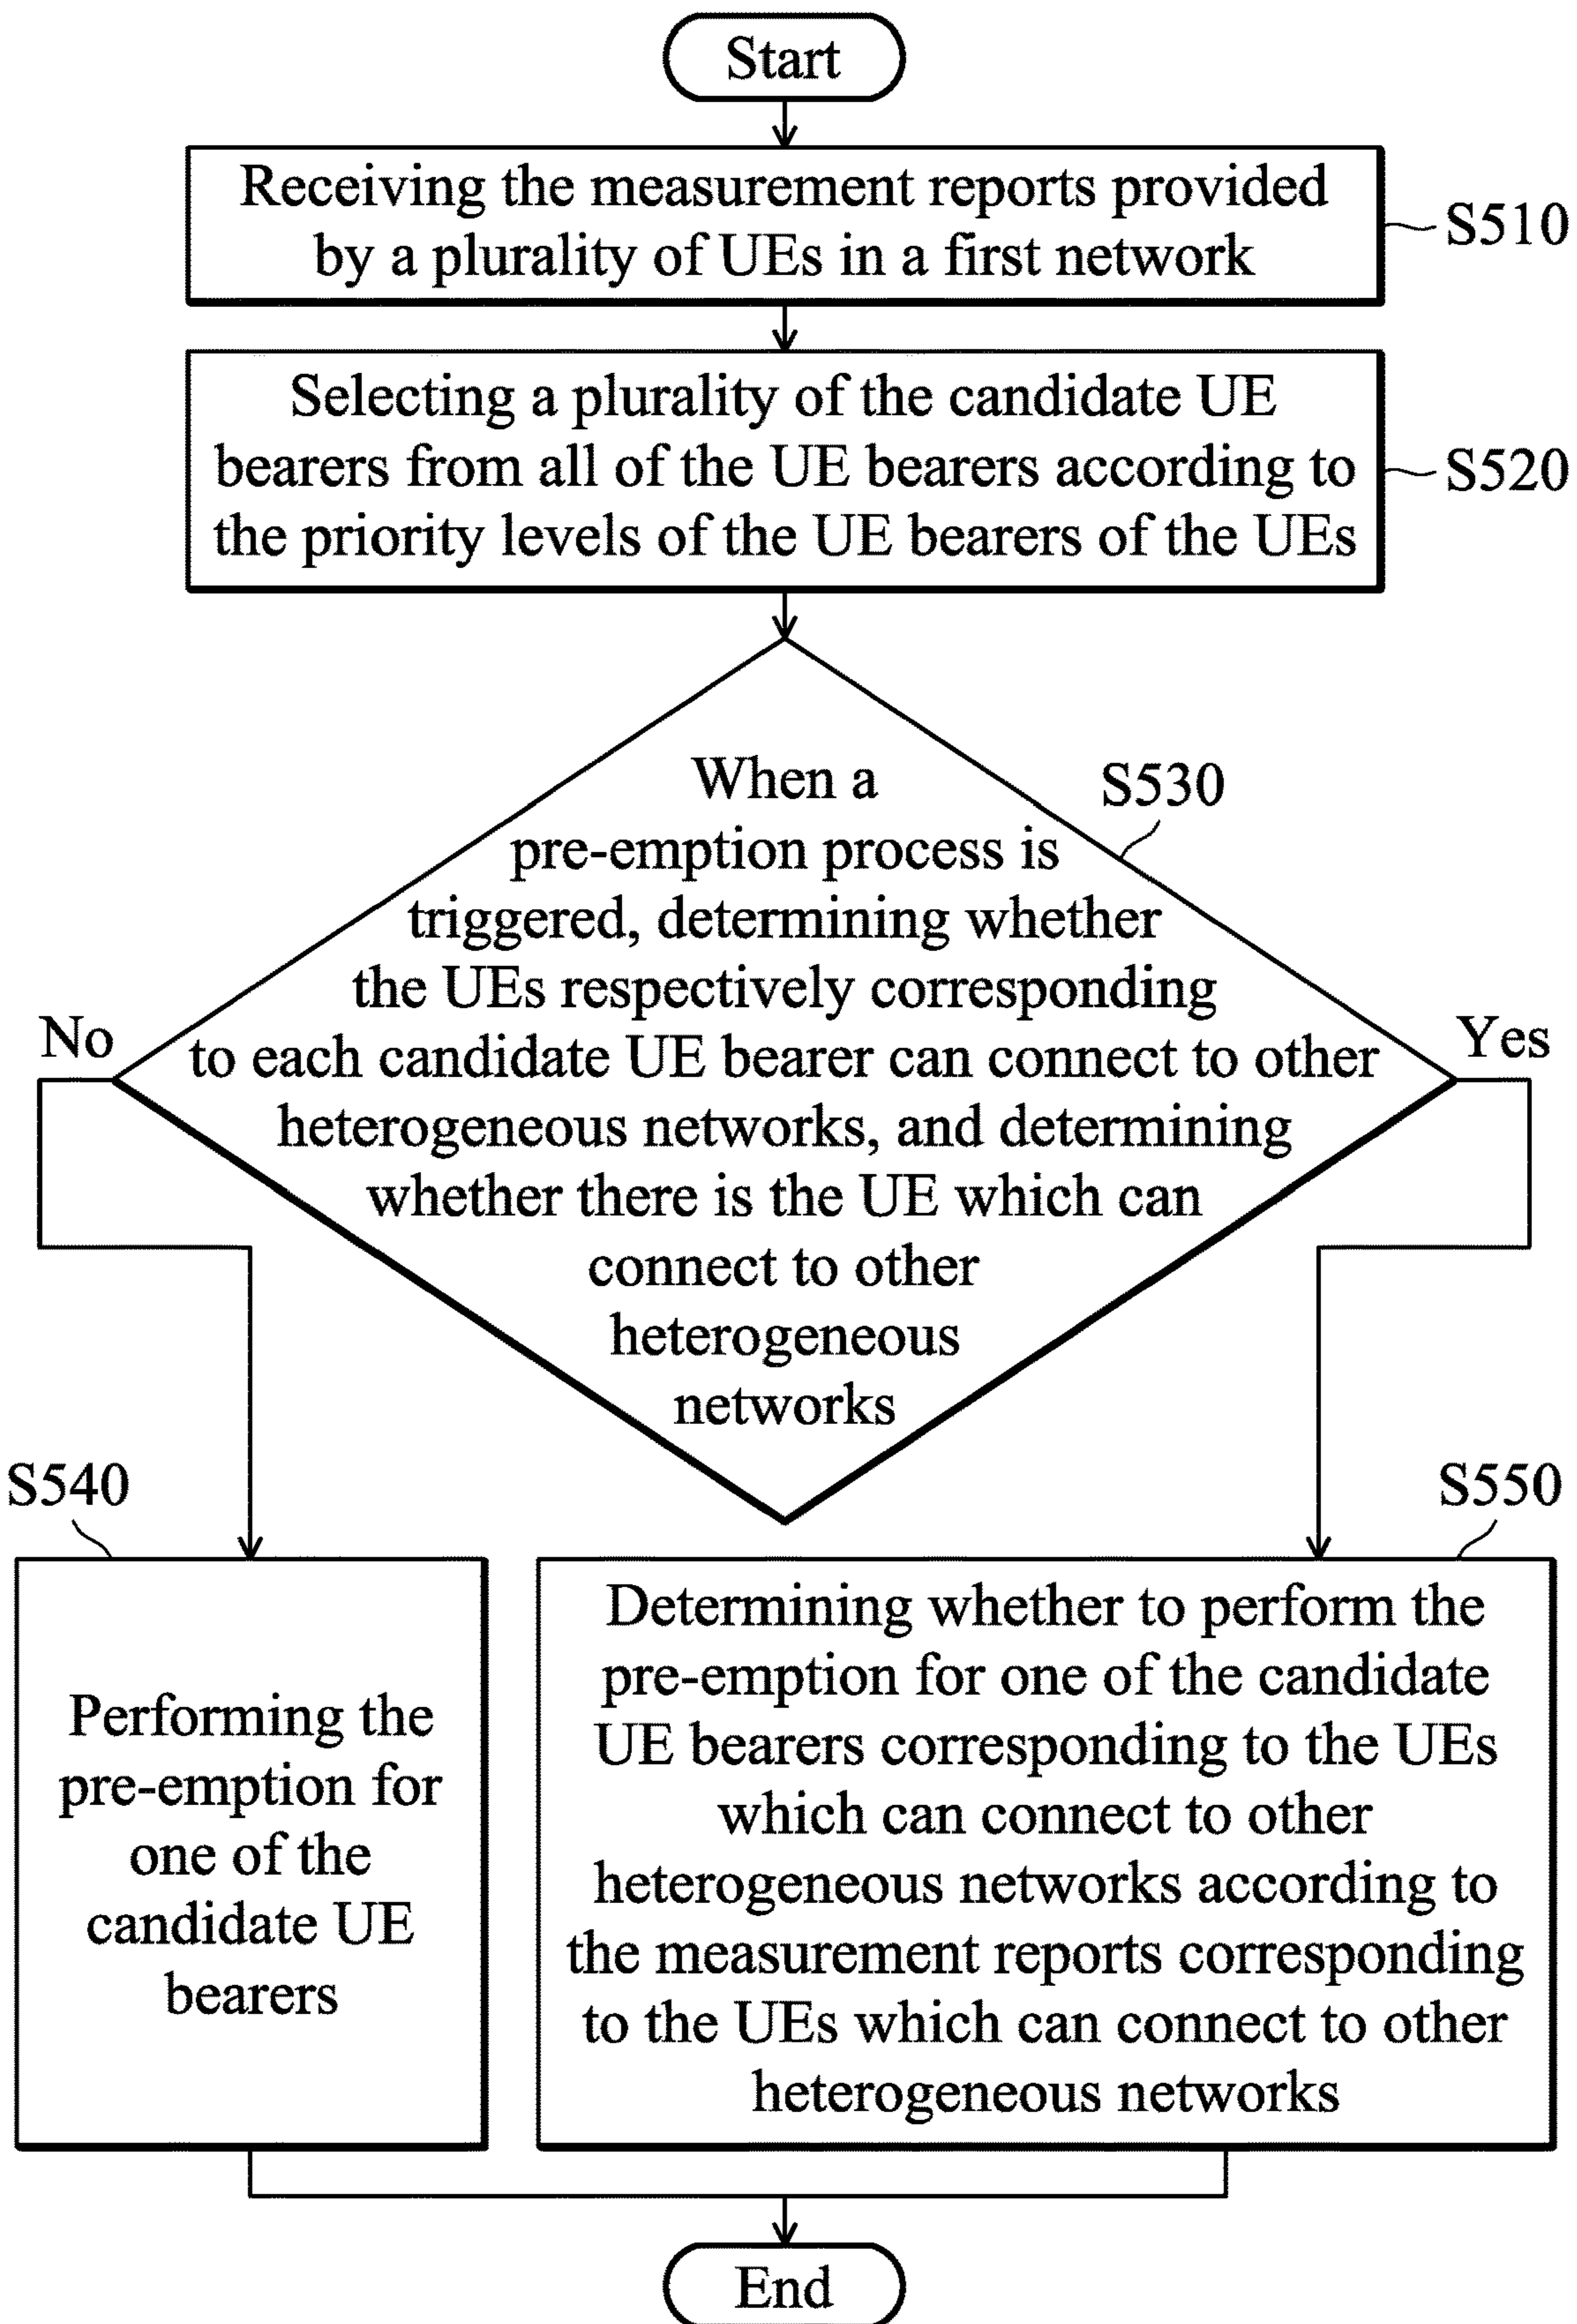 Start
Receiving the measurement reports provided
by a plurality of UEs in a first network
S510
Selecting a plurality of the candidate UE
bearers from all of the UE bearers according to
the priority levels of the UE bearers of the UEs
S520
When a
pre-emption process is
triggered, determining whether
the UEs respectively corresponding
to each candidate UE bearer can connect to other
heterogeneous networks, and determining
whether there is the UE which can
connect to other
heterogeneous
networks
S530
No
Yes
S540
Performing the
pre-emption for
one of the
candidate UE
bearers
S550
Determining whether to perform the
pre-emption for one of the candidate
UE bearers corresponding to the UEs
which can connect to other
heterogeneous networks according to
the measurement reports corresponding
to the UEs which can connect to other
heterogeneous networks
End